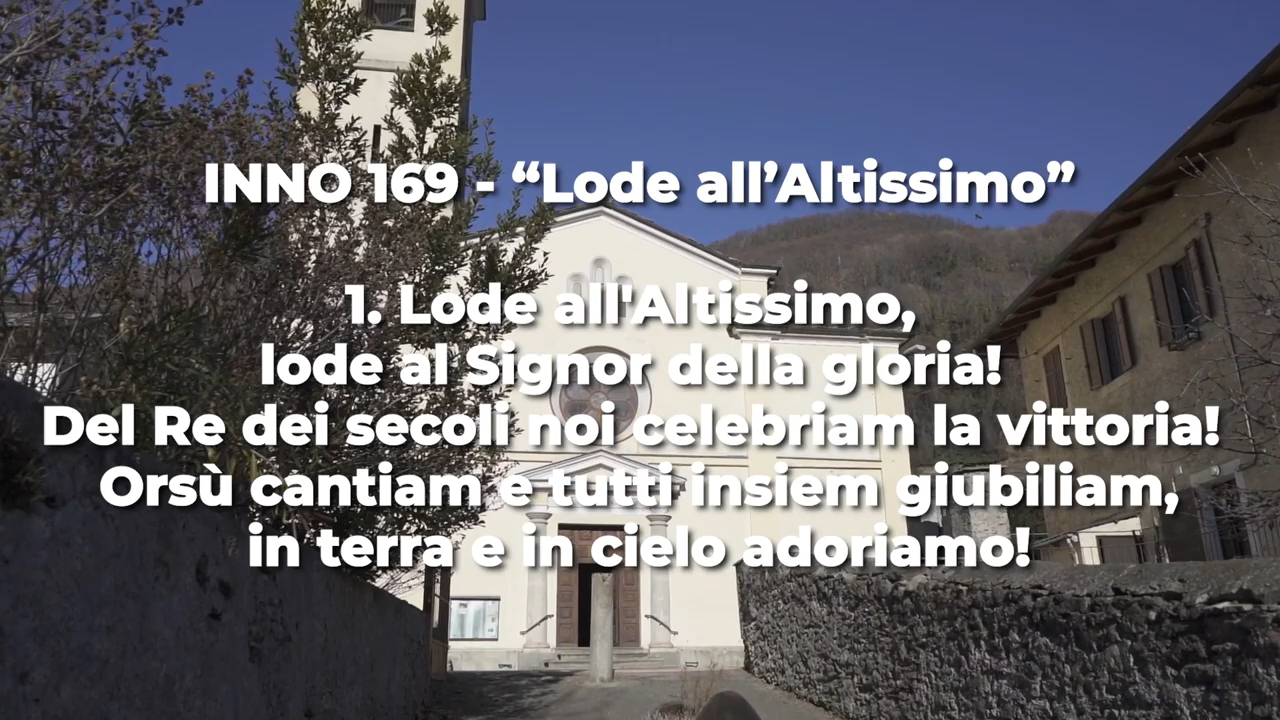 INNO 169 - “Lode all’Altissimo”
1. Lode all'Altissimo,
lode al Signor della gloria!
Del Re dei secoli noi celebriam la vittoria!
Orsù cantiam e tutti insiem giubiliam,
in terra e in cielo adoriamo!